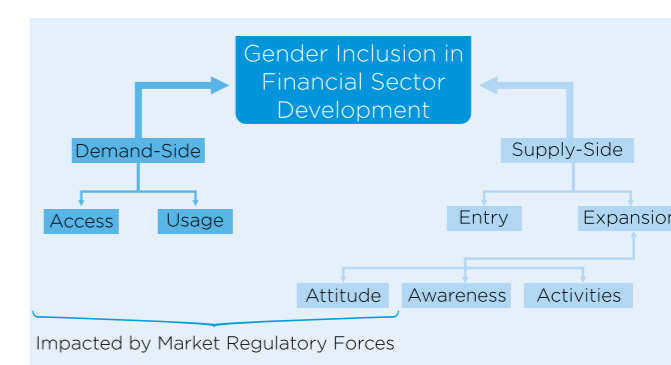 Gender Inclusion in
Financial Sector
Development
Demand-Side
Supply-Side
Access
Usage
Entry
Expansion
Attitude
Awareness
Activities
Impacted by Market Regulatory Forces